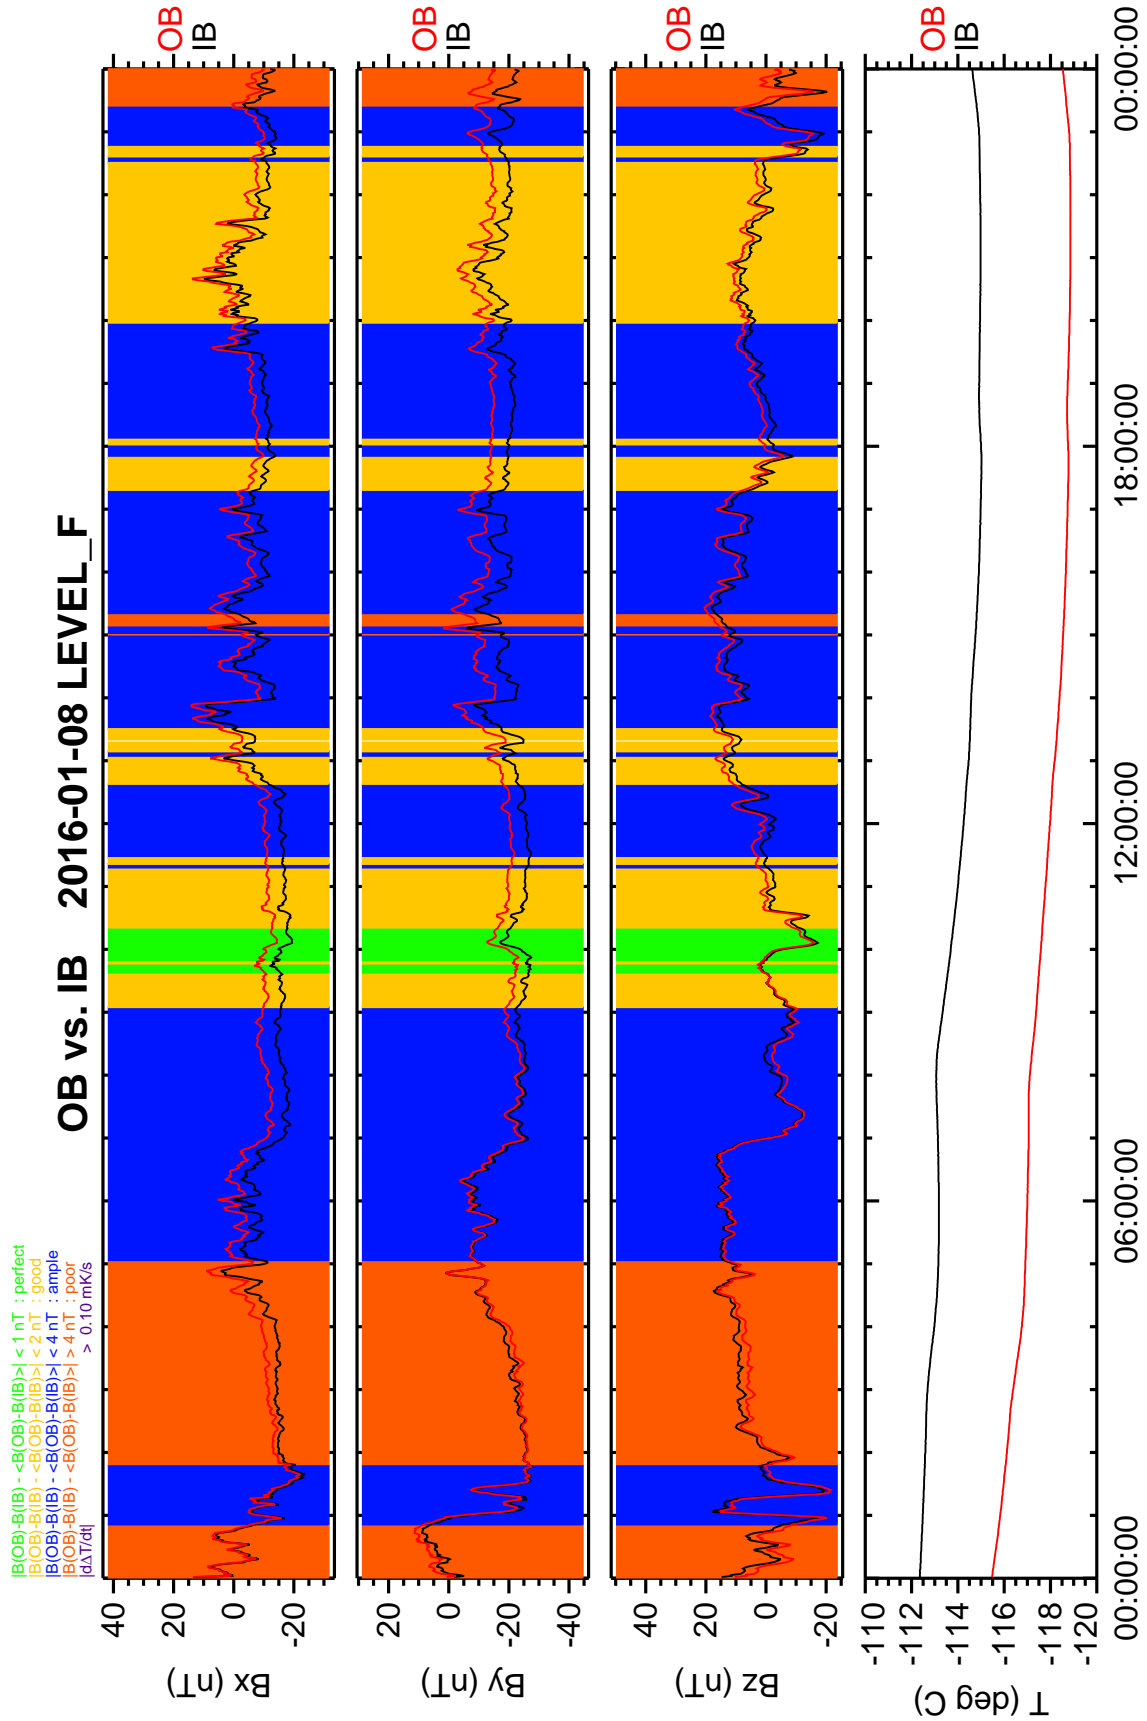 |B(OB)-B(IB) - <B(OB)-B(IB)>| < 1 nT : perfect
|B(OB)-B(IB) - <B(OB)-B(IB)>| < 2 nT : good
|B(OB)-B(IB) - <B(OB)-B(IB)>| < 4 nT : ample
|B(OB)-B(IB) - <B(OB)-B(IB)>| > 4 nT : poor
|dΔT/dt| > 0.10 mK/s
OB vs. IB 2016-01-08 LEVEL_F
Bx (nT)
40
20
0
-20
OB
IB
By (nT)
20
0
-20
-40
OB
IB
Bz (nT)
40
20
0
-20
OB
IB
T (deg C)
-110
-112
-114
-116
-118
-120
OB
IB
00:00:00
06:00:00
12:00:00
18:00:00
00:00:00